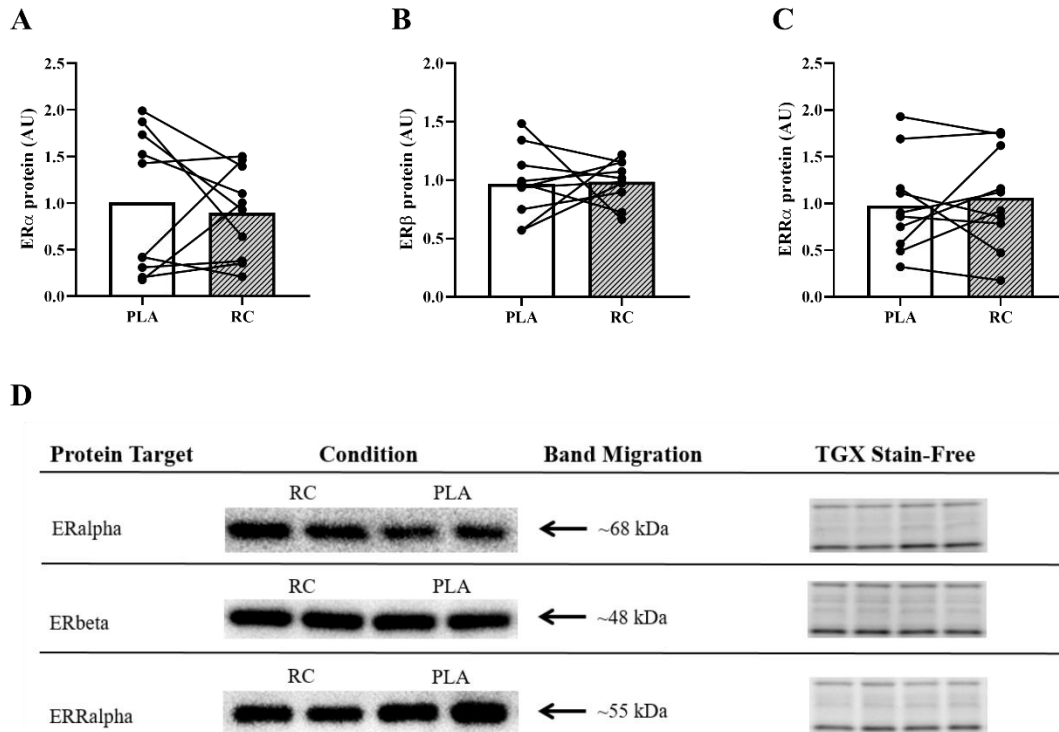 A
ERα protein (AU)
2.5
2.0
1.5
1.0
0.5
0.0
PLA
RC
B
ERβ protein (AU)
2.0
1.5
1.0
0.5
0.0
PLA
RC
C
ERRα protein (AU)
2.5
2.0
1.5
1.0
0.5
0.0
PLA
RC
D
Protein Target Condition Band Migration TGX Stain-Free
RC PLA
ERalpha ~68 kDa
RC PLA
ERbeta ~48 kDa
RC PLA
ERRalpha ~55 kDa